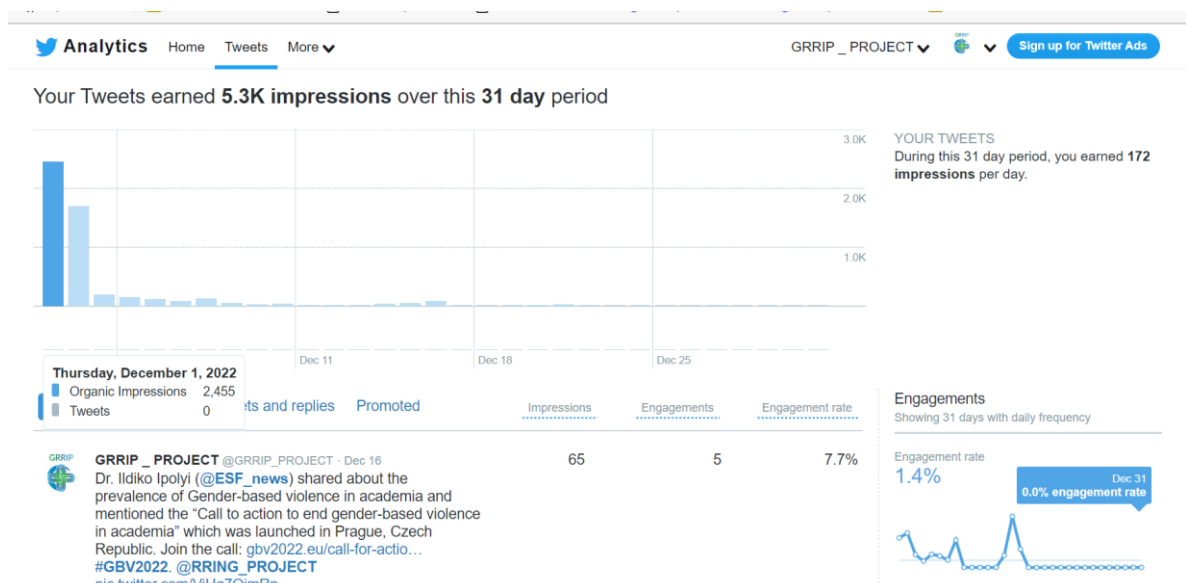 Analytics Home Tweets More GRRIP _ PROJECT Sign up for Twitter Ads
Your Tweets earned 5.3K impressions over this 31 day period
3.0K
2.0K
1.0K
YOUR TWEETS
During this 31 day period, you earned 172
impressions per day.
Dec 11 Dec 18 Dec 25
Thursday, December 1, 2022
Organic Impressions 2,455
Tweets 0
ets and replies Promoted
Impressions Engagements Engagement rate
GRRIP
GRRIP _ PROJECT @GRRIP_PROJECT · Dec 16
65 5 7.7%
Dr. Ildiko Ipolyi (@ESF_news) shared about the
prevalence of Gender-based violence in academia and
mentioned the “Call to action to end gender-based violence
in academia” which was launched in Prague, Czech
Republic. Join the call: gbv2022.eu/call-for-actio…
#GBV2022. @RRING_PROJECT
Engagements
Showing 31 days with daily frequency
Engagement rate
1.4%
Dec 31
0.0% engagement rate